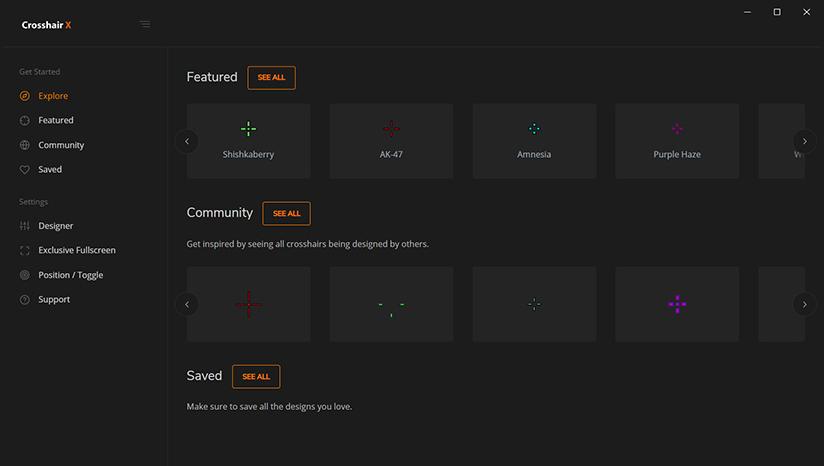 Crosshair X
Get Started
Explore
Featured
Community
Saved
Settings
Designer
Exclusive Fullscreen
Position / Toggle
Support
Featured SEE ALL
Shishkaberry AK-47 Amnesia Purple Haze W
Community SEE ALL
Get inspired by seeing all crosshairs being designed by others.
Saved SEE ALL
Make sure to save all the designs you love.